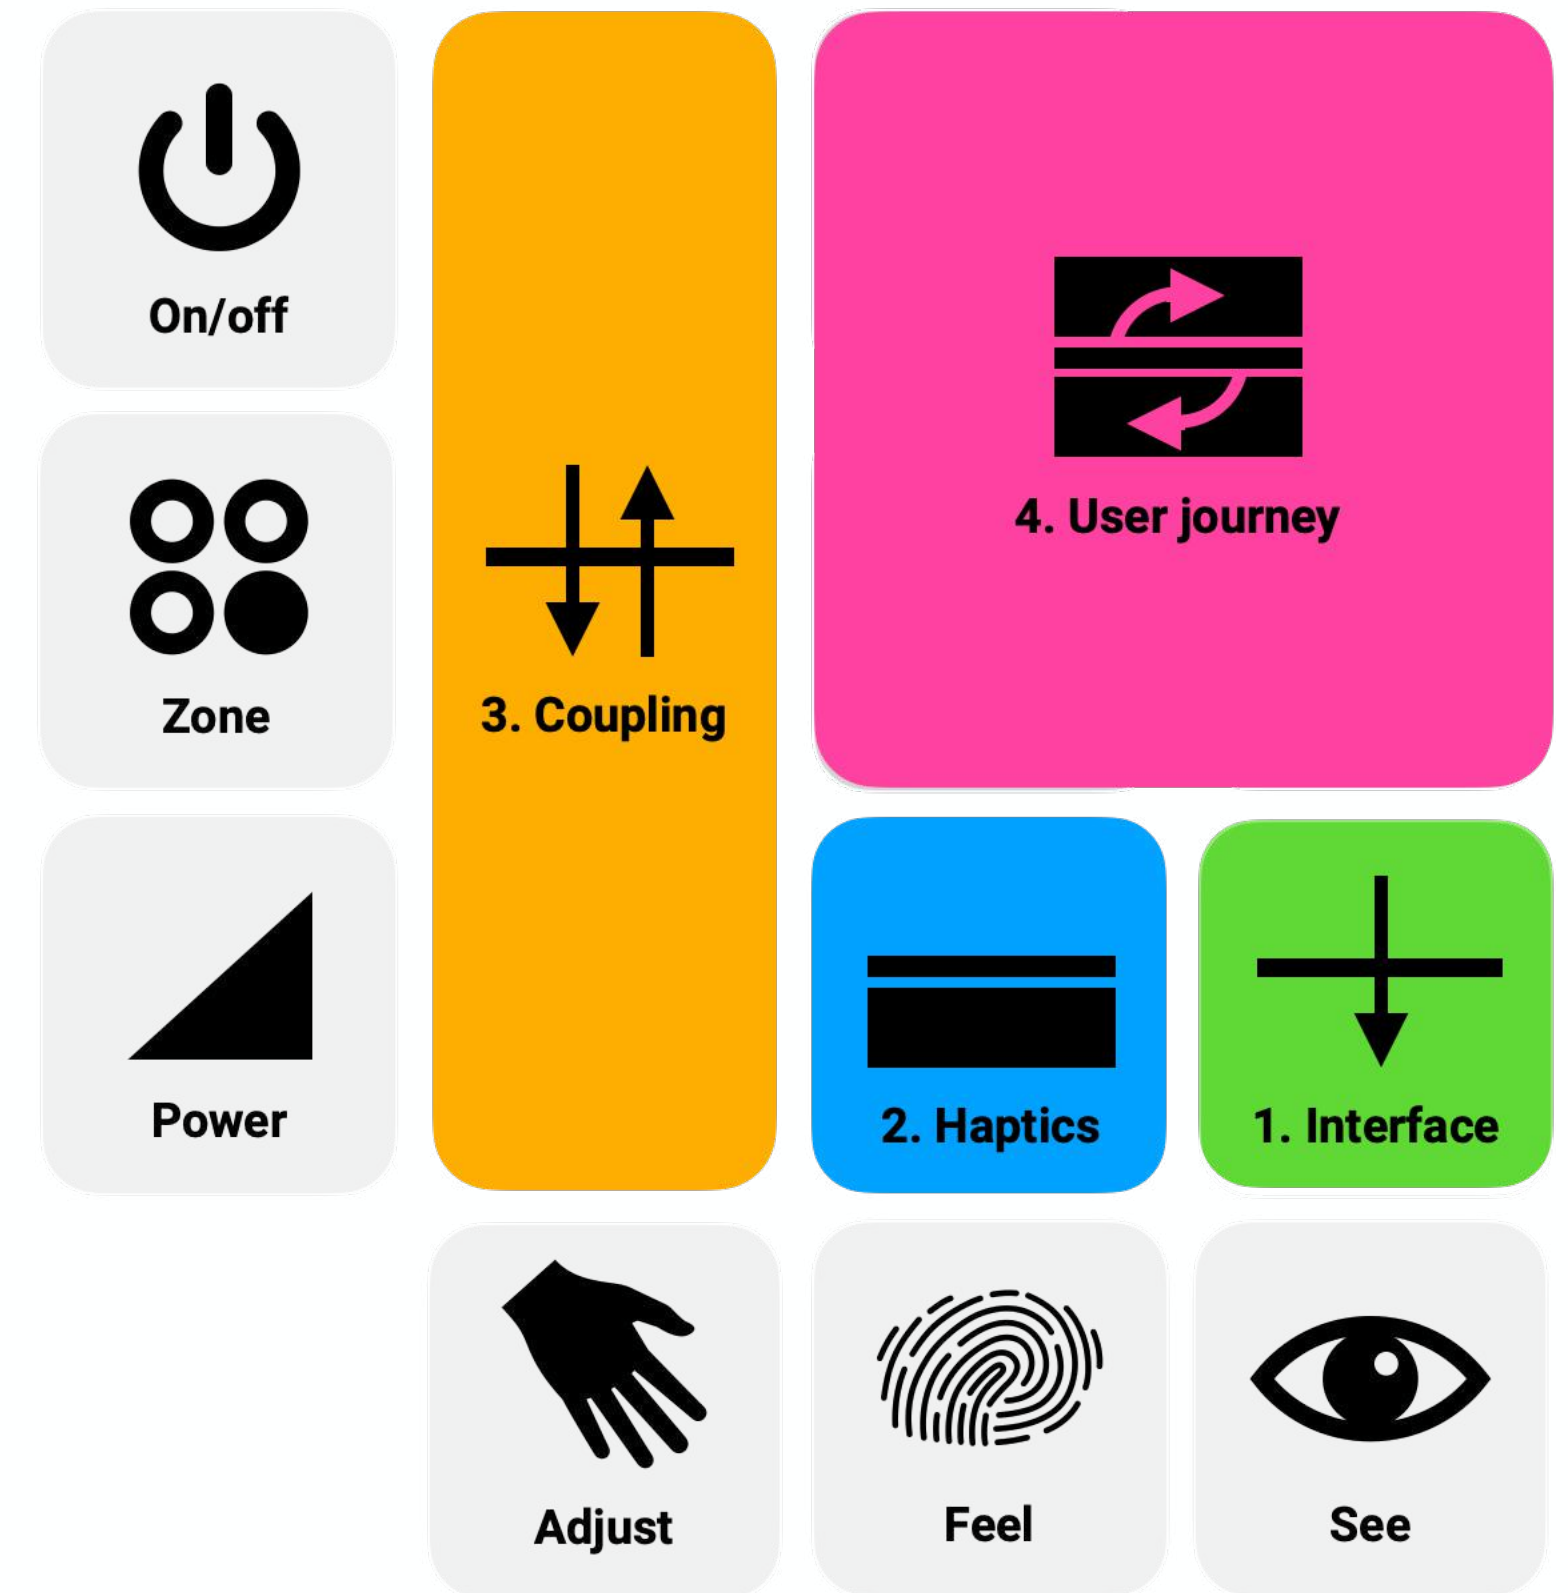 On/off
3. Coupling
4. User journey
Zone
Power
2. Haptics
1. Interface
Adjust
Feel
See